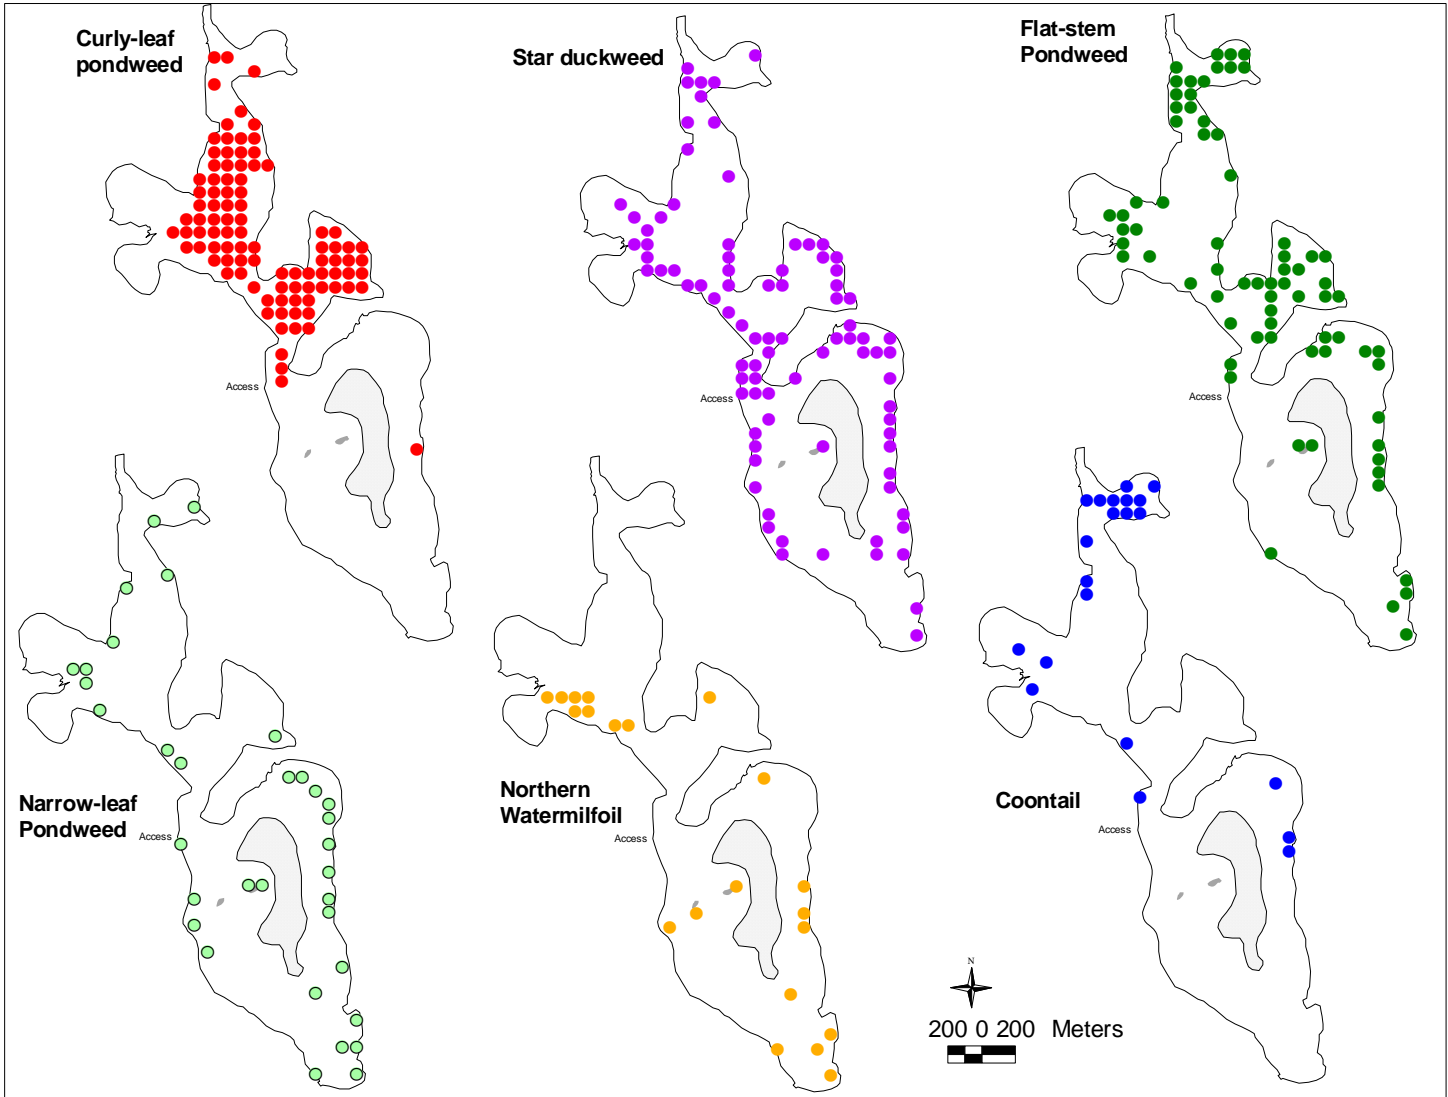 Curly-leaf
pondweed
Star duckweed
Flat-stem
Pondweed
Access
Access
Access
Narrow-leaf
Pondweed
Access
Northern
Watermilfoil
Access
Coontail
Access
N
200 0 200 Meters